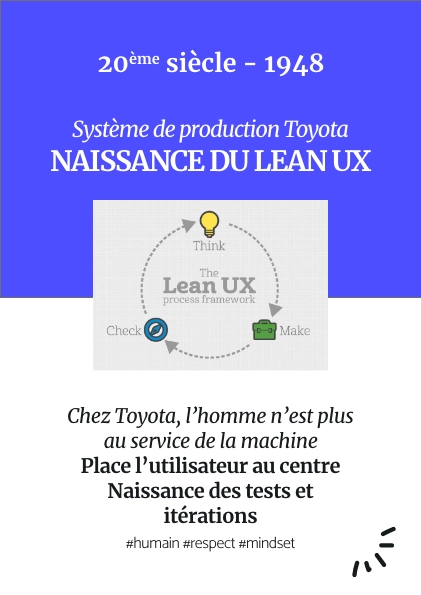 20ème siècle - 1948
Système de production Toyota
NAISSANCE DU LEAN UX
Think
The
Lean UX
process framework
Check
Make
Chez Toyota, l’homme n’est plus
au service de la machine
Place l’utilisateur au centre
Naissance des tests et
itérations
#humain #respect #mindset